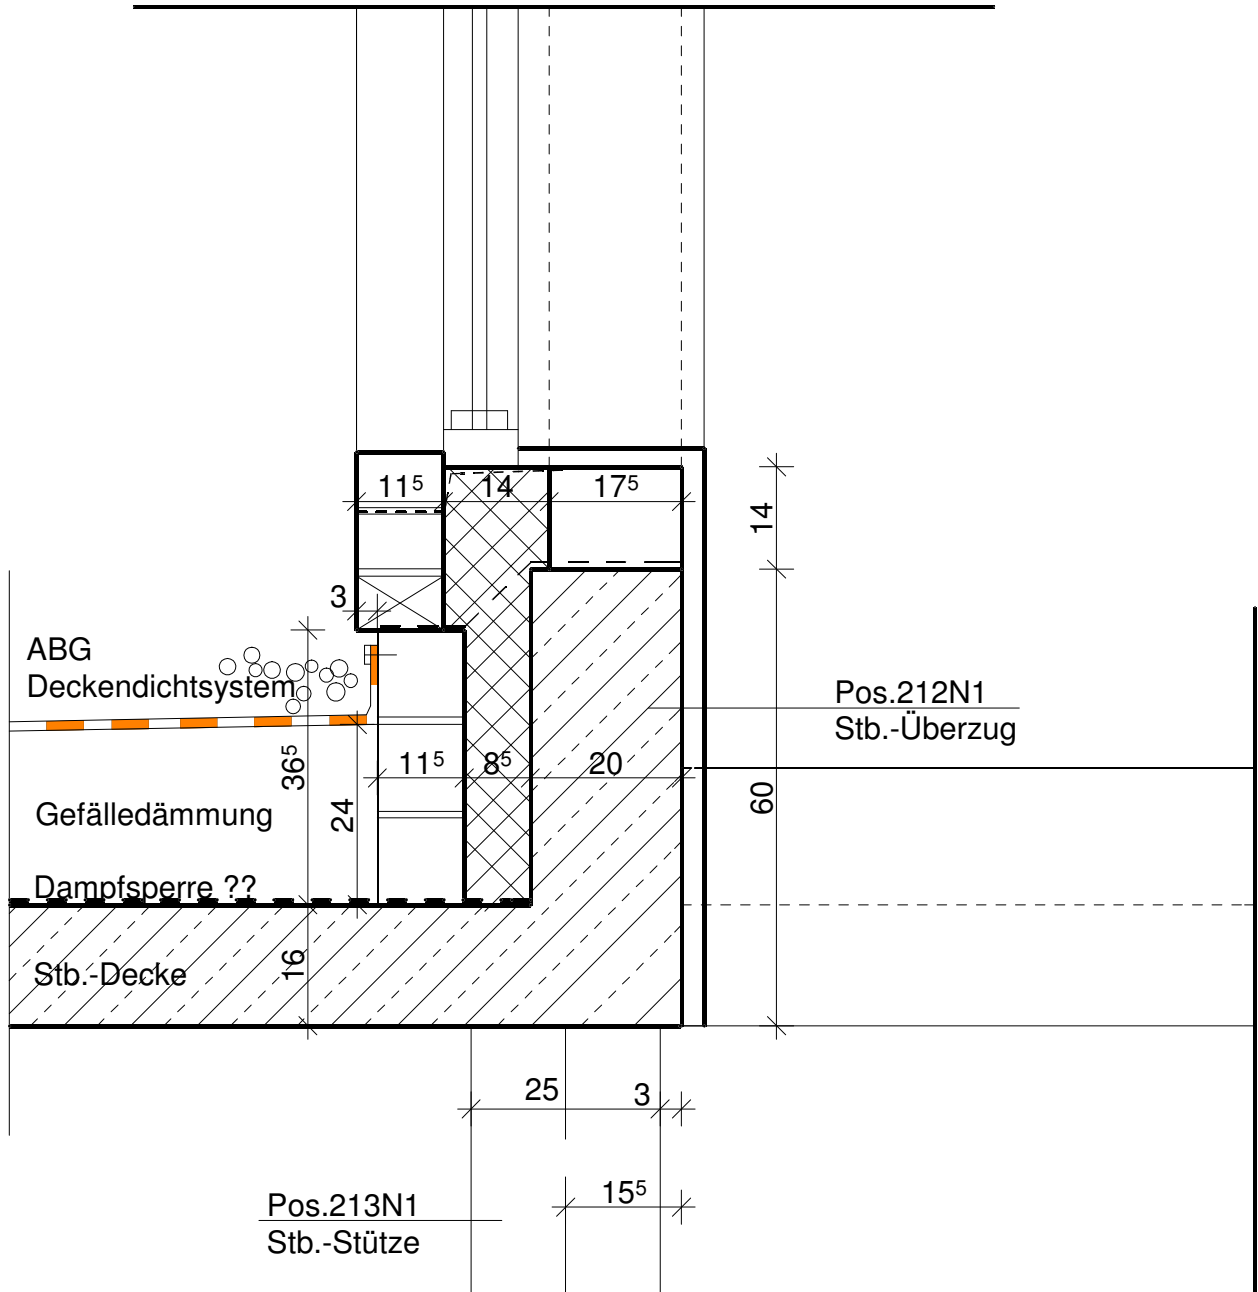 11⁵ 14 17⁵
14
3
ABG
Deckendichtsystem
Pos.212N1
Stb.-Überzug
36⁵
11⁵ 8⁵ 20
24
60
Gefälledämmung
Dampfsperre ??
Stb.-Decke
16
25 3
15⁵
Pos.213N1
Stb.-Stütze